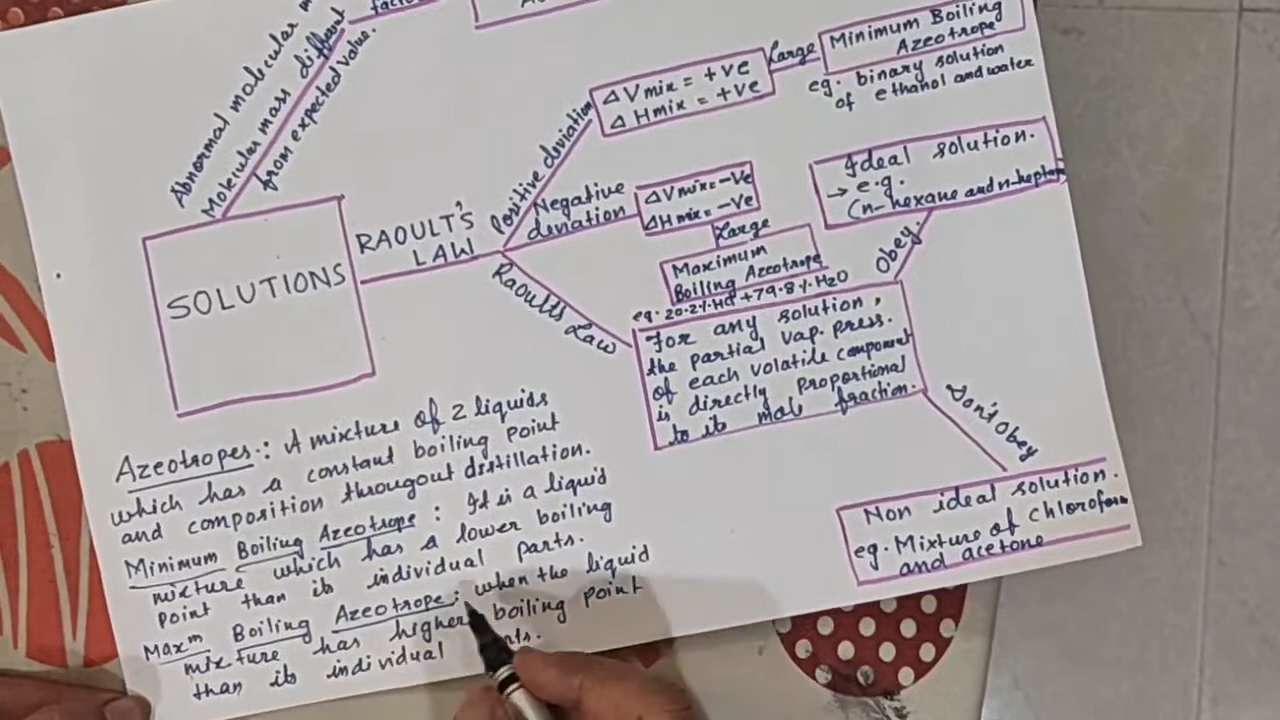 Abnormal molecular
Molecular mass different
from expected value.
SOLUTIONS
RAOULT'S
LAW
Positive deviation
Δ Vmix = +ve
Δ Hmix = +ve
Large
Minimum Boiling
Azeotrope
eg. binary solution
of ethanol and water
Negative
deviation
ΔVmix = -Ve
ΔHmix = -Ve
Large
Maximum
Boiling Azeotrope
eg. 20.2% HCl + 79.8% H2O
Raoults Law
For any solution,
the partial vap. press.
of each volatile component
is directly proportional
to its mole fraction.
Obey.
Ideal solution.
→ e.g.
(n-hexane and n-heptane
Don't Obey
Non ideal solution.
eg. Mixture of Chloroform
and acetone
Azeotropes: A mixture of 2 liquids
which has a constant boiling point
and composition througout distillation.
Minimum Boiling Azeotrope: It is a liquid
mixture which has a lower boiling
point than its individual parts.
Maxm Boiling Azeotrope: when the liquid
mixture has higher boiling point
than its individual